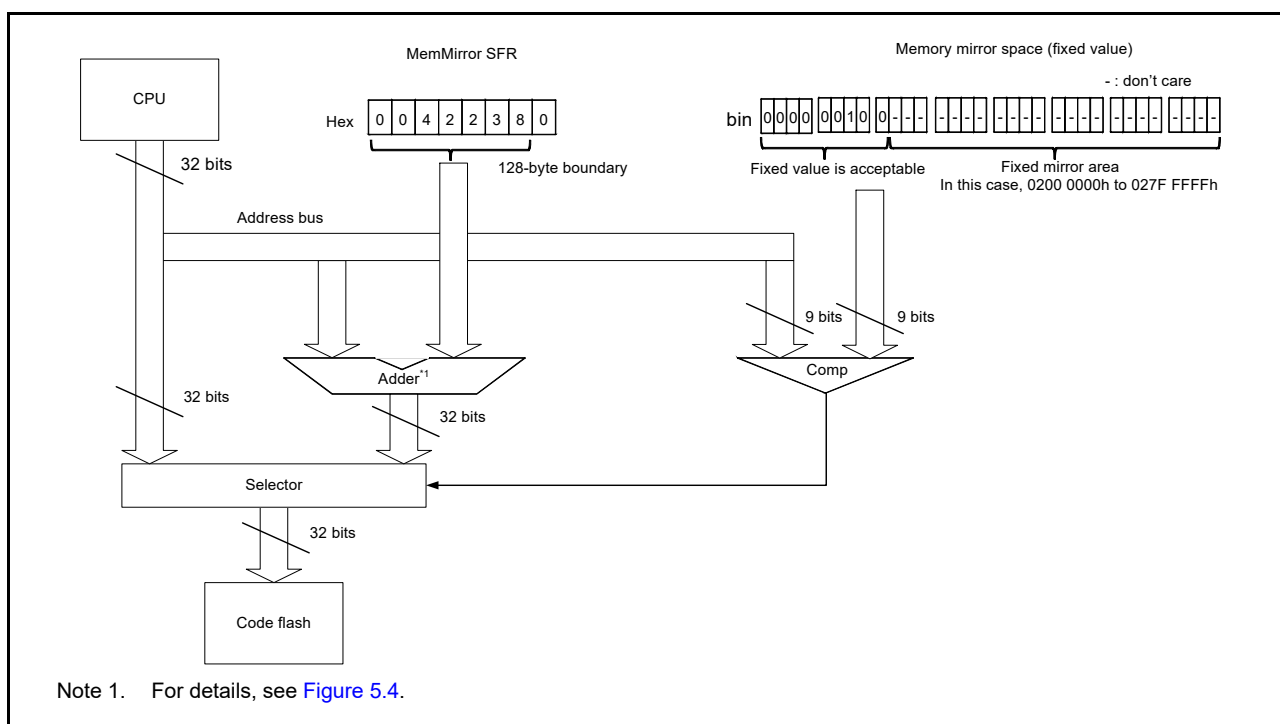 MemMirror SFR
Memory mirror space (fixed value)
- : don't care
CPU
Hex 0 0 4 2 2 3 8 0
bin 0000 0010 0--- ---- ---- ---- ---- ----
32 bits
128-byte boundary
Fixed value is acceptable
Fixed mirror area
In this case, 0200 0000h to 027F FFFFh
Address bus
9 bits
9 bits
Adder*1
Comp
32 bits
32 bits
Selector
32 bits
Code flash
Note 1. For details, see Figure 5.4.